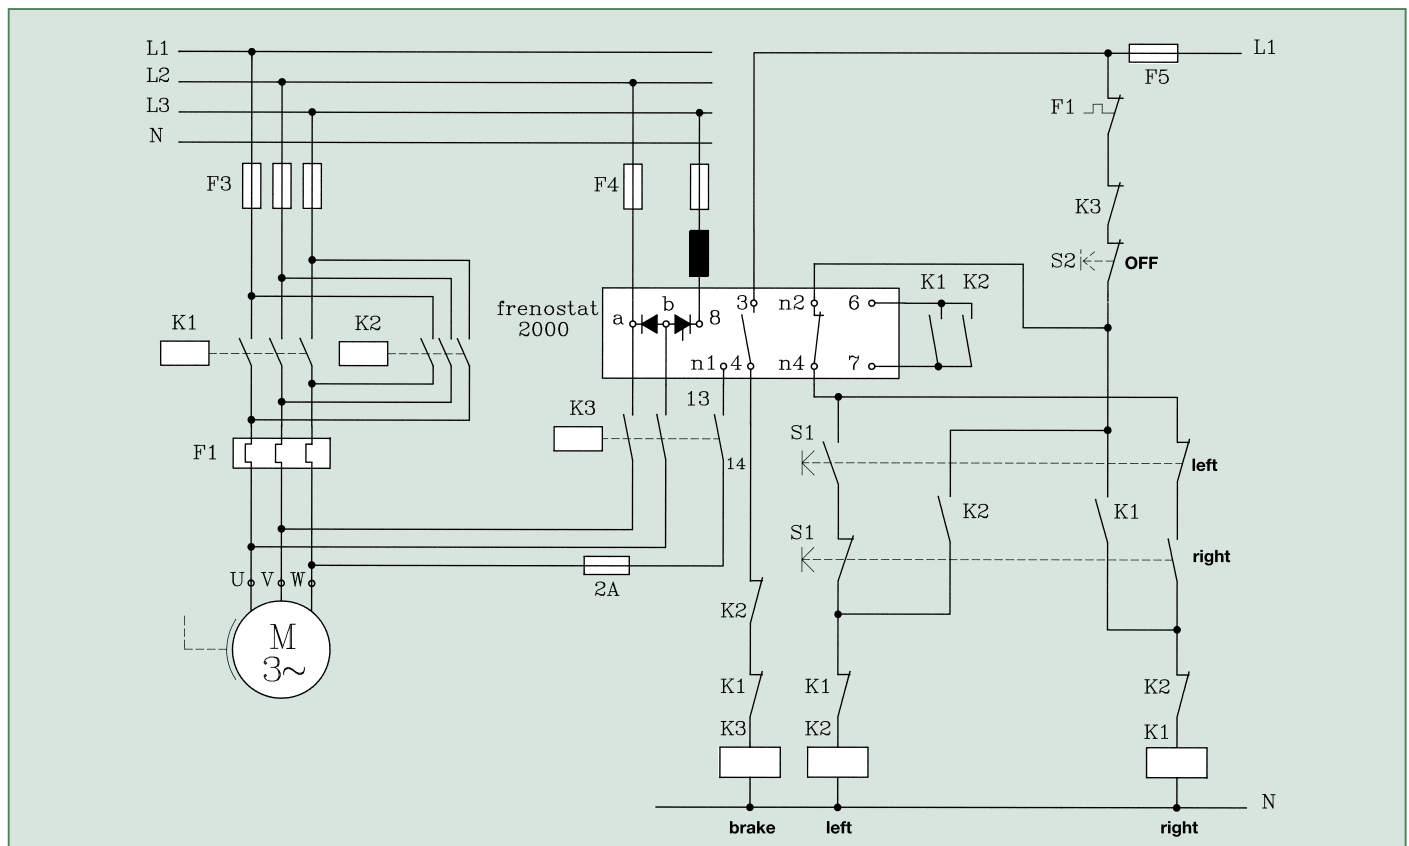 L1
L1
L2
F5
L3
F1
N
F3
F4
K3
S2
OFF
K1
K2
frenostat
2000
a
b
8
3
n2
6
K1
K2
n1
4
n4
7
K3
13
14
F1
S1
left
K2
K1
S1
right
2A
U
V
W
M
3~
K2
K1
K1
K2
K3
K2
K1
N
brake
left
right